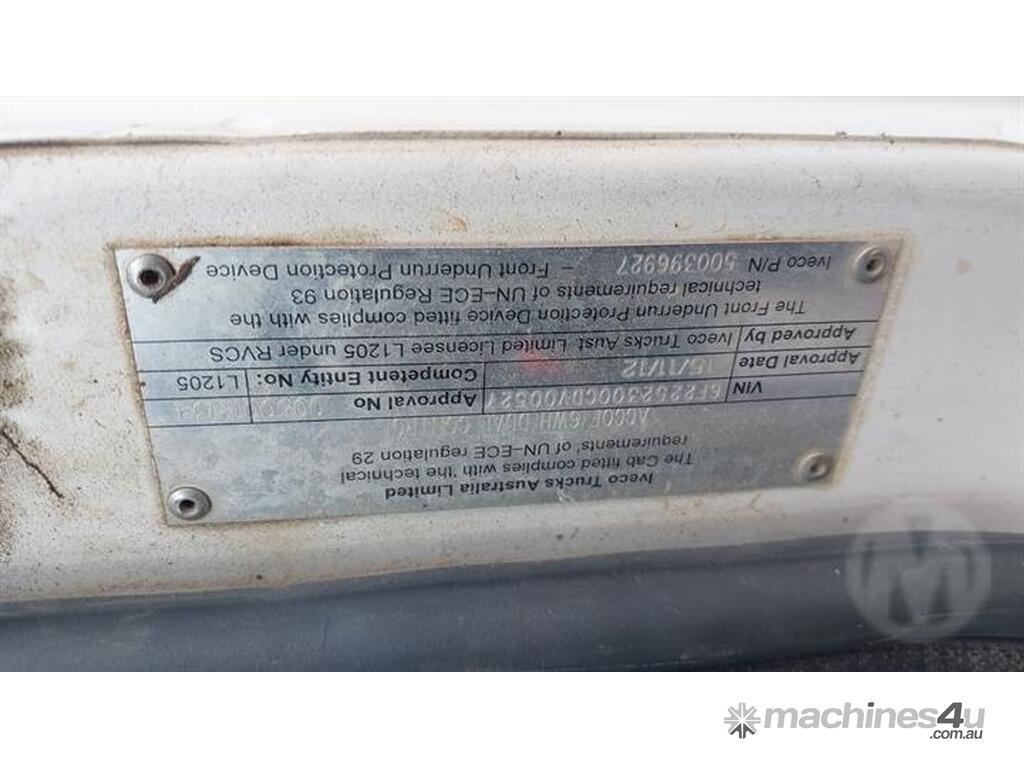 Iveco Trucks Australia Limited
The Cab fitted complies with the technical
requirements, of UN–ECE regulation 29
VIN Approval No
Approval Date 15/11/12 Competent Entity No: L1205
Approved by Iveco Trucks Aust. Limited Licensee L1205 under RVCS
The Front Underrun Protection Device fitted complies with the
technical requirements of UN–ECE Regulation 93
Iveco P/N 500396927 – Front Underrun Protection Device
M
machines4u
.com.au